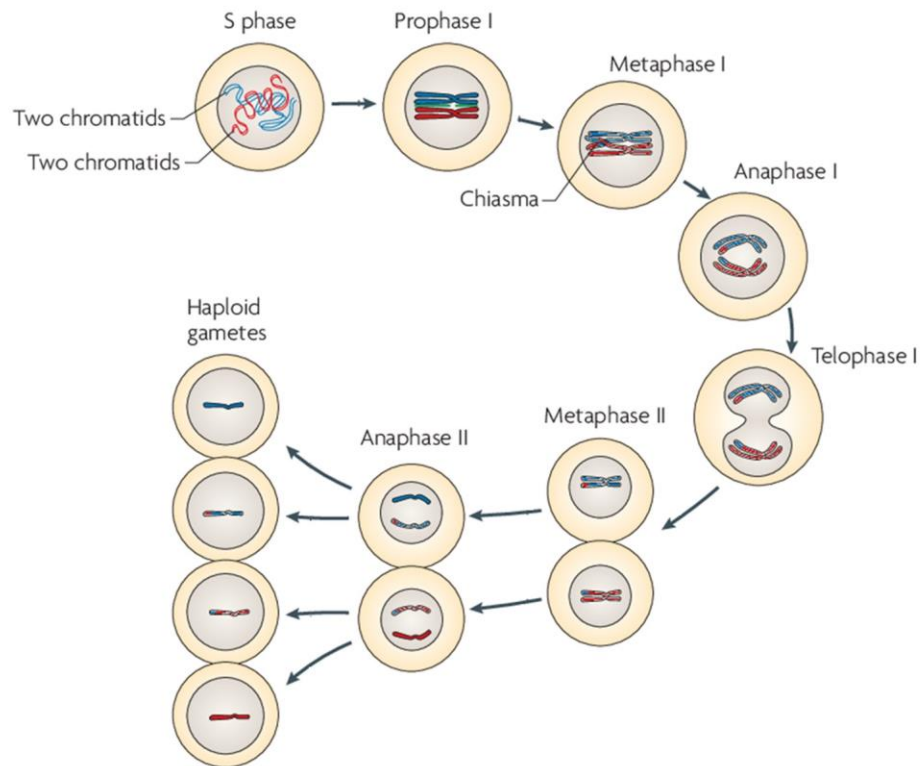 S phase
Prophase I
Metaphase I
Two chromatids
Two chromatids
Chiasma
Anaphase I
Telophase I
Haploid
gametes
Anaphase II
Metaphase II